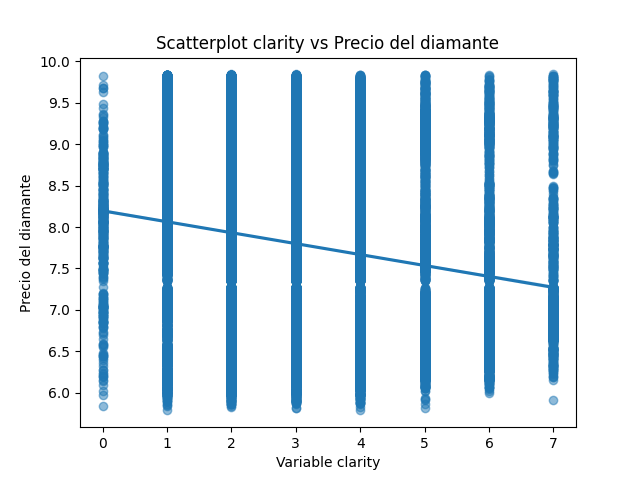 Scatterplot clarity vs Precio del diamante
10.0
9.5
9.0
8.5
8.0
7.5
7.0
6.5
6.0
Precio del diamante
0 1 2 3 4 5 6 7
Variable clarity